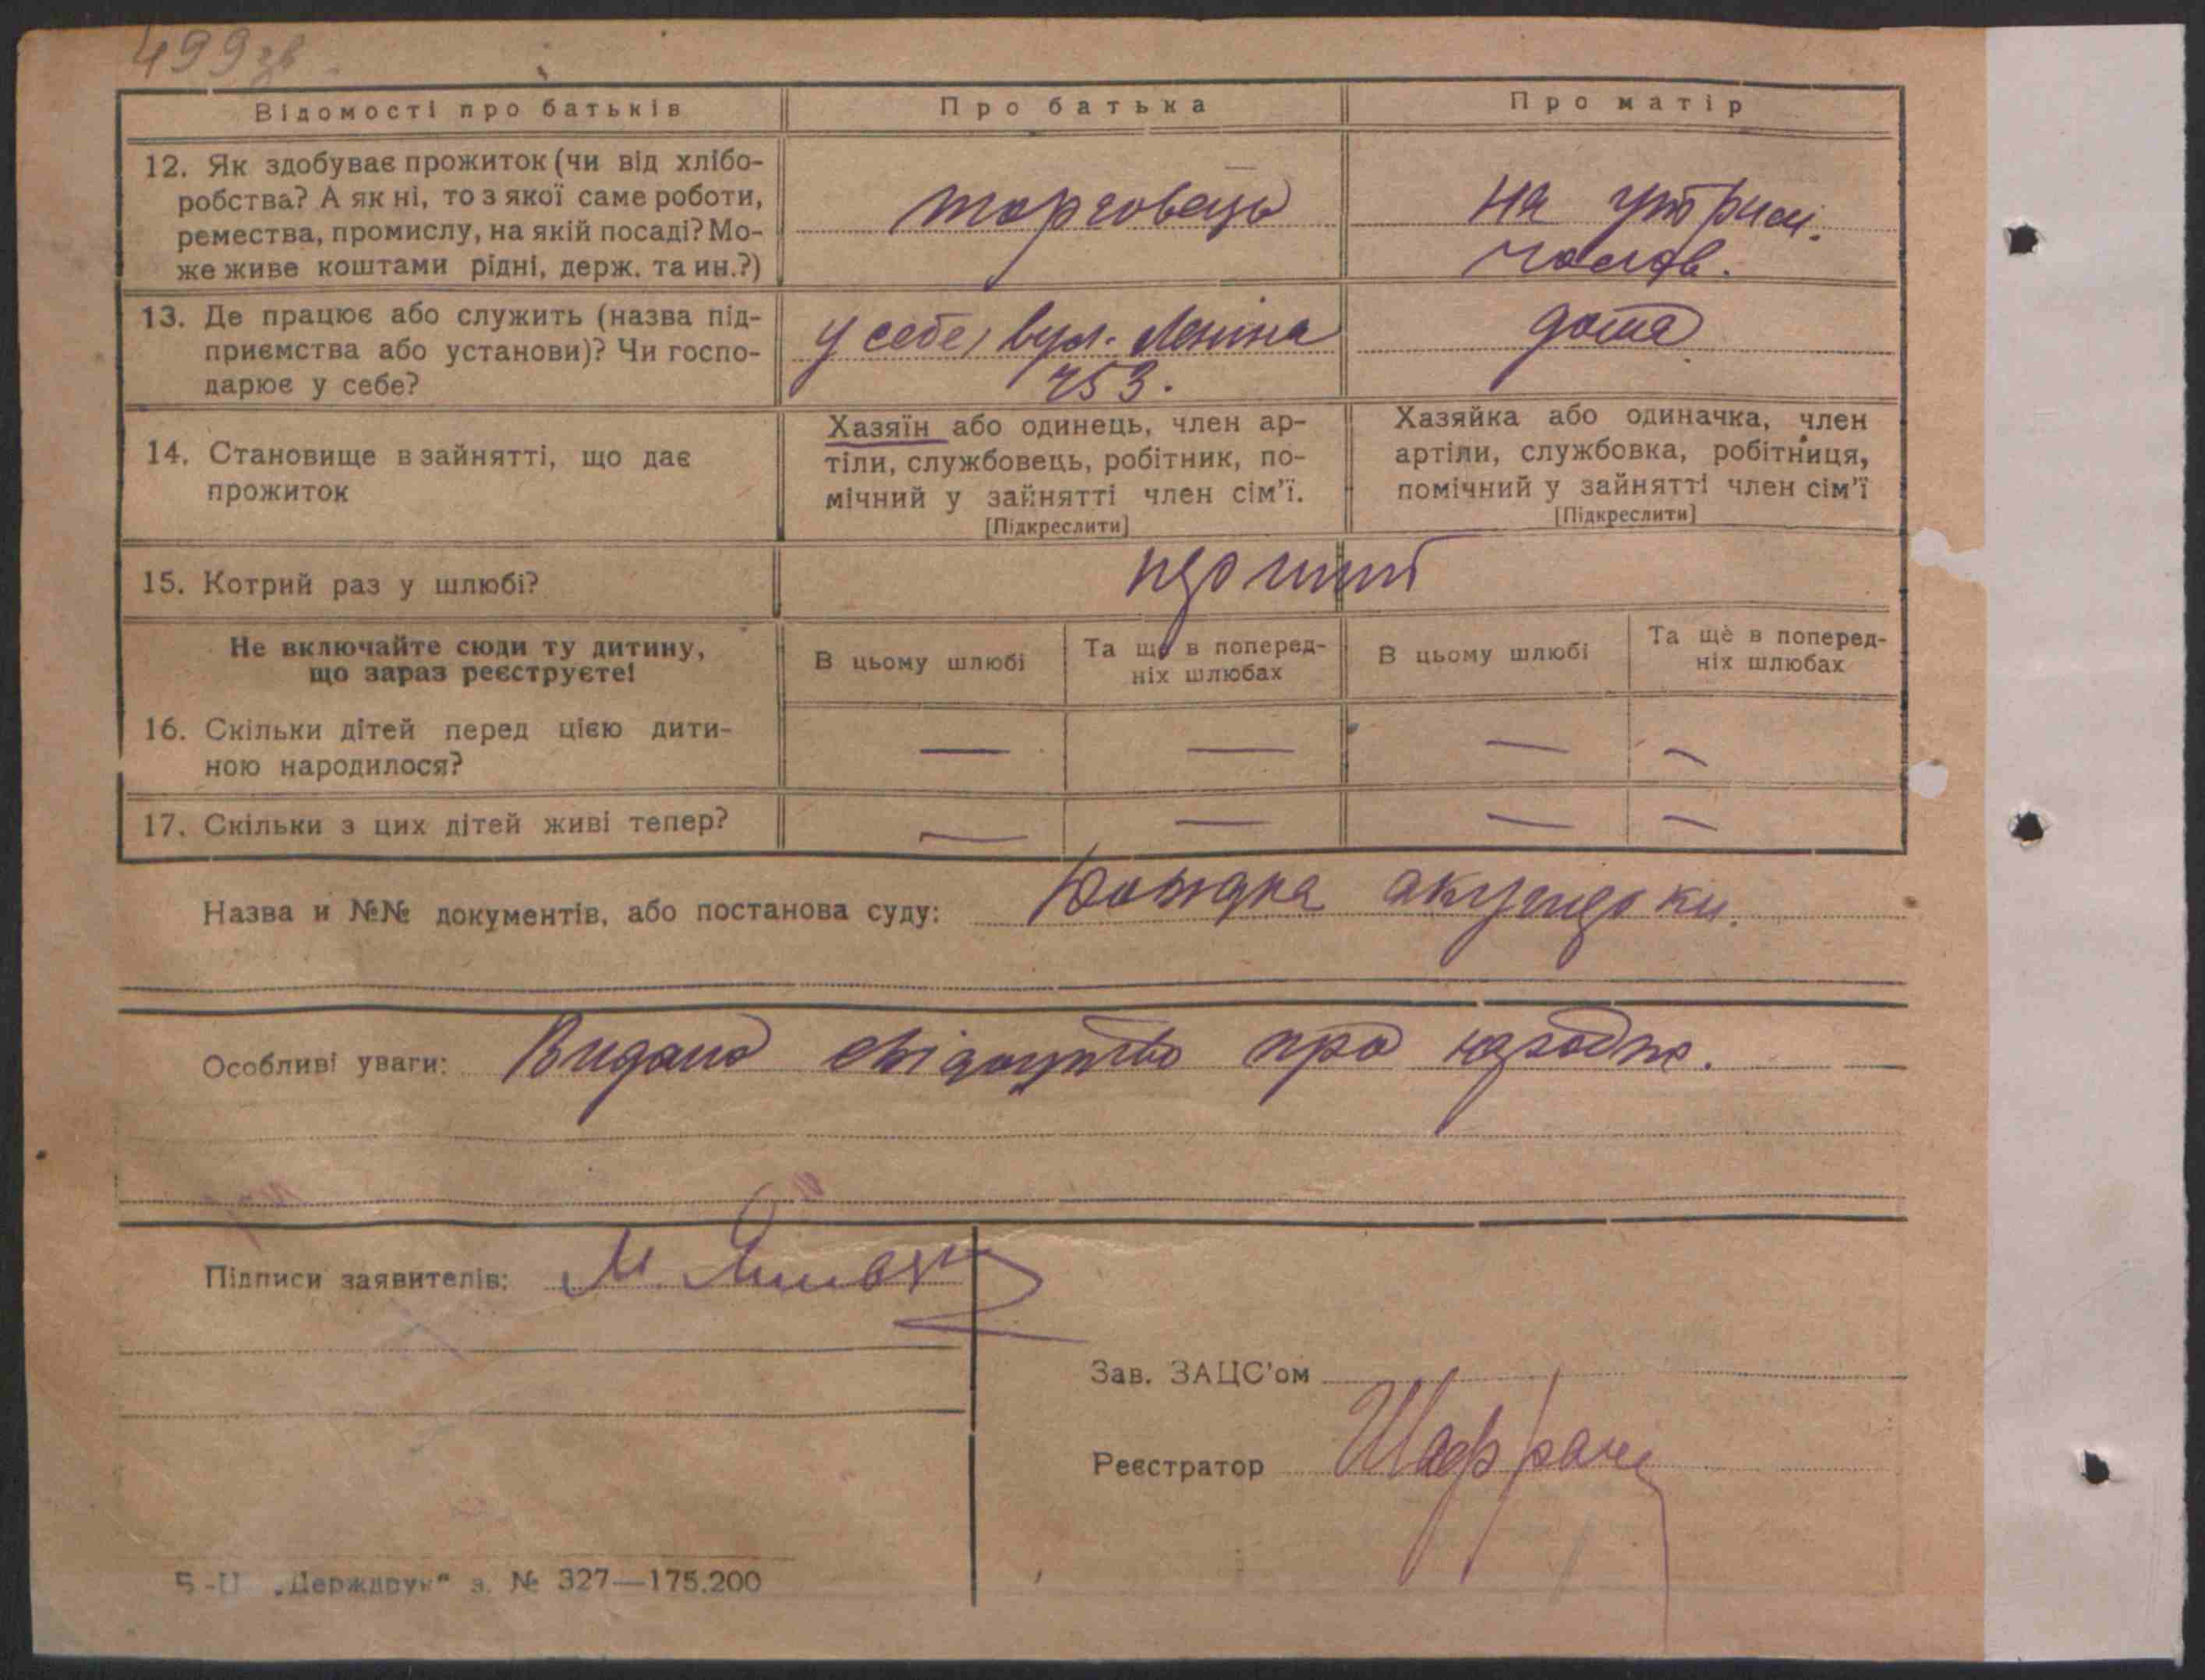 499 зв.
Відомості про батьків
Про батька
Про матір
12. Як здобуває прожиток (чи від хлібо-
робства? А як ні, то з якої саме роботи,
ремества, промислу, на якій посаді? Мо-
же живе коштами рідні, держ. та ин.?)
торговець
на утрим.
чолов.
13. Де працює або служить (назва під-
приємства або установи)? Чи госпо-
дарює у себе?
у себе, вул. Леніна
253.
дома
14. Становище в зайнятті, що дає
прожиток
Хазяїн або одинець, член ар-
тіли, службовець, робітник, по-
мічний у зайнятті член сім'ї.
[Підкреслити]
Хазяйка або одиначка, член
артіли, службовка, робітниця,
помічний у зайнятті член сім'ї
[Підкреслити]
15. Котрий раз у шлюбі?
перший
Не включайте сюди ту дитину,
що зараз реєструєте!
В цьому шлюбі
Та ще в поперед-
ніх шлюбах
В цьому шлюбі
Та ще в поперед-
ніх шлюбах
16. Скільки дітей перед цією дити-
ною народилося?
— — — —
17. Скільки з цих дітей живі тепер?
— — — —
Назва и №№ документів, або постанова суду: акушерки.
Особливі уваги: Видано свідоцтво про народж.
Підписи заявителів: М.
Зав. ЗАЦС'ом
Реєстратор
5-Ц „Держдрук" з. № 327—175.200